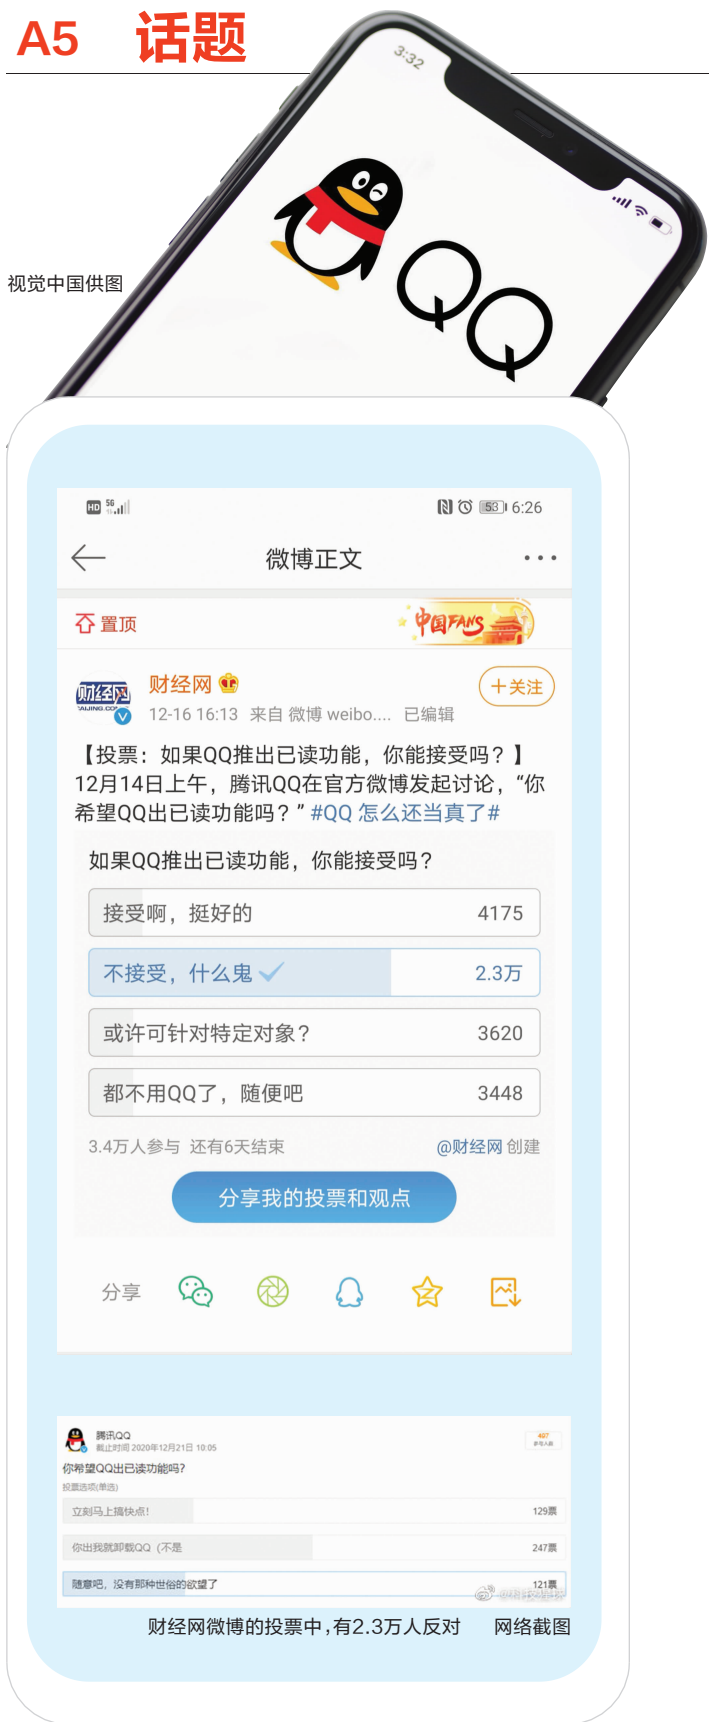 A5 话题
3:32
QQ
视觉中国供图
HD 5G 53 6:26
微博正文
置顶
中国FANS
财经网
财经网
+关注
12-16 16:13 来自 微博 weibo.... 已编辑
【投票：如果QQ推出已读功能，你能接受吗？】
12月14日上午，腾讯QQ在官方微博发起讨论，“你
希望QQ出已读功能吗？”#QQ 怎么还当真了#
如果QQ推出已读功能，你能接受吗？
接受啊，挺好的 4175
不接受，什么鬼 2.3万
或许可针对特定对象？ 3620
都不用QQ了，随便吧 3448
3.4万人参与 还有6天结束 @财经网 创建
分享我的投票和观点
分享
腾讯QQ
截止时间 2020年12月21日 10:05
497
参与人数
你希望QQ出已读功能吗?
投票选项(单选)
立刻马上搞快点! 129票
你出我就卸载QQ（不是 247票
随意吧，没有那种世俗的欲望了 121票
财经网微博的投票中，有2.3万人反对 网络截图